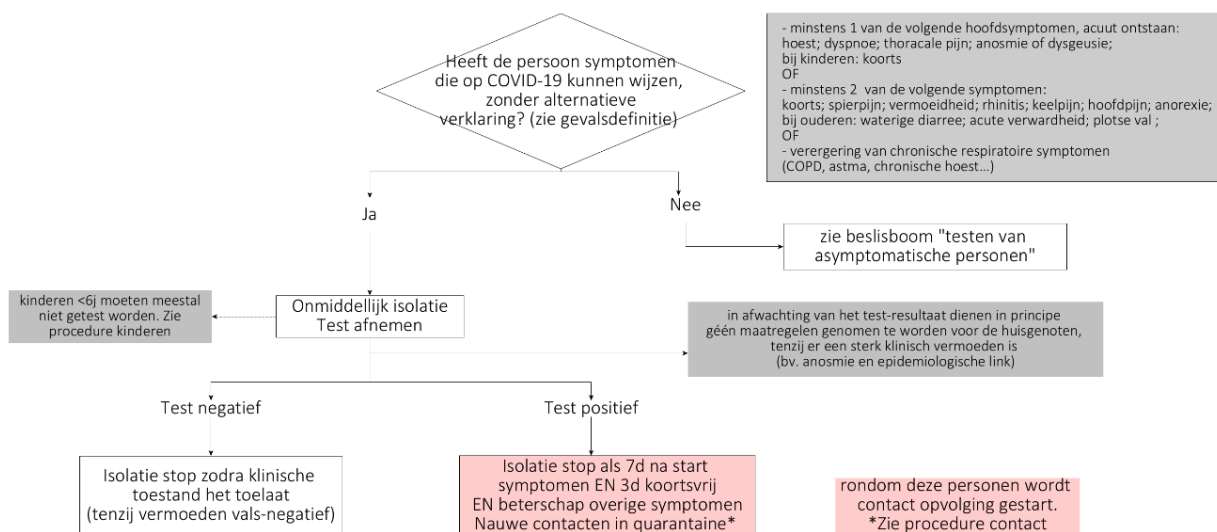 Heeft de persoon symptomen
die op COVID-19 kunnen wijzen,
zonder alternatieve
verklaring? (zie gevalsdefinitie)
- minstens 1 van de volgende hoofdsymptomen, acuut ontstaan:
hoest; dyspnoe; thoracale pijn; anosmie of dysgeusie;
bij kinderen: koorts
OF
- minstens 2 van de volgende symptomen:
koorts; spierpijn; vermoeidheid; rhinitis; keelpijn; hoofdpijn; anorexie;
bij ouderen: waterige diarree; acute verwardheid; plotse val ;
OF
- verergering van chronische respiratoire symptomen
(COPD, astma, chronische hoest...)
Ja
Nee
zie beslisboom "testen van
asymptomatische personen"
kinderen <6j moeten meestal
niet getest worden. Zie
procedure kinderen
Onmiddellijk isolatie
Test afnemen
in afwachting van het test-resultaat dienen in principe
géén maatregelen genomen te worden voor de huisgenoten,
tenzij er een sterk klinisch vermoeden is
(bv. anosmie en epidemiologische link)
Test negatief
Test positief
Isolatie stop zodra klinische
toestand het toelaat
(tenzij vermoeden vals-negatief)
Isolatie stop als 7d na start
symptomen EN 3d koortsvrij
EN beterschap overige symptomen
Nauwe contacten in quarantaine*
rondom deze personen wordt
contact opvolging gestart.
*Zie procedure contact